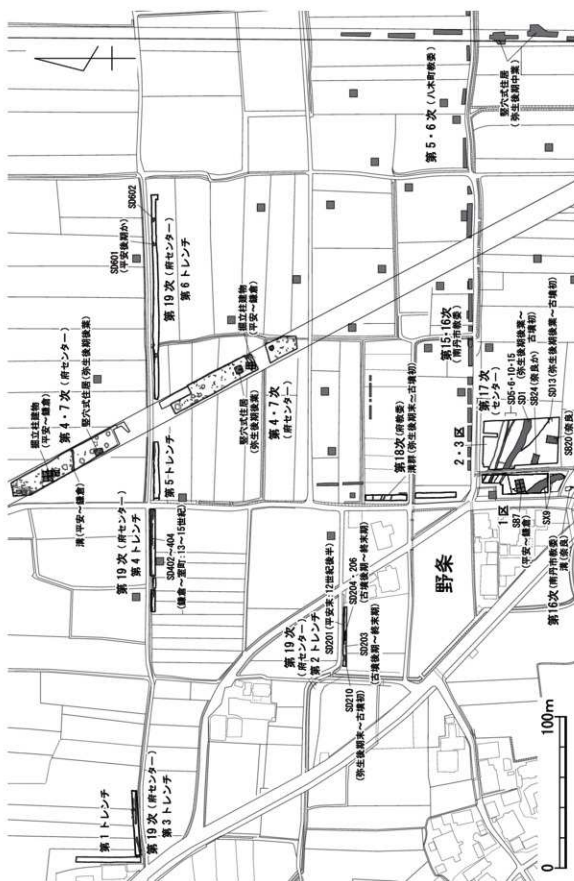 SD602
SD601
(平安後期か)
第19次(府センター)
第6トレンチ
第5・6次(八木町教委)
竪穴式住居
(弥生後期中葉)
掘立柱建物
(平安～鎌倉)
第4・7次(府センター)
竪穴式住居(弥生後期後葉)
溝(平安～鎌倉)
掘立柱建物
(平安～鎌倉)
竪穴式住居
(弥生後期後葉)
第4・7次
(府センター)
第5トレンチ
第19次(府センター)
第4トレンチ
SD402～404
(鎌倉～室町:13～15世紀)
第15・16次
(南丹市教委)
第18次(府教委)
溝群(弥生後期末～古墳初)
第17次
(府センター)
2・3区
SD5・6・10・15
SD1 (弥生後期後葉～古墳初)
SB24(奈良か)
SD13(弥生後期後葉～古墳初)
SB20(奈良)
1区
SB7
(平安～鎌倉)
SX9
第16次(南丹市教委)
溝(奈良)
野条
第19次
(府センター)
第2トレンチ
SD201(平安末:12世紀後半)
SD204・206
(古墳後期～終末期)
SD203
(古墳後期～終末期)
SD210
(弥生後期末～古墳初)
第1トレンチ
第19次(府センター)
第3トレンチ
0
100m